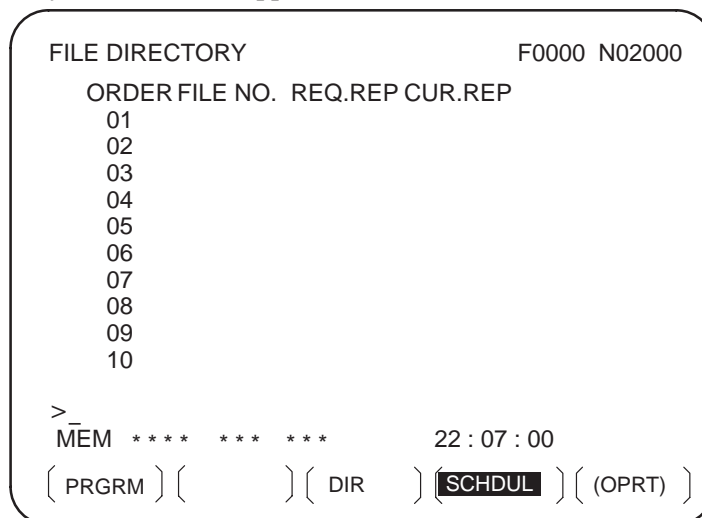 FILE DIRECTORY F0000 N02000
ORDER FILE NO. REQ.REP CUR.REP
01
02
03
04
05
06
07
08
09
10
>_
MEM **** *** *** 22 : 07 : 00
[ PRGRM ] [ ] [ DIR ] [ SCHDUL ] [ (OPRT) ]